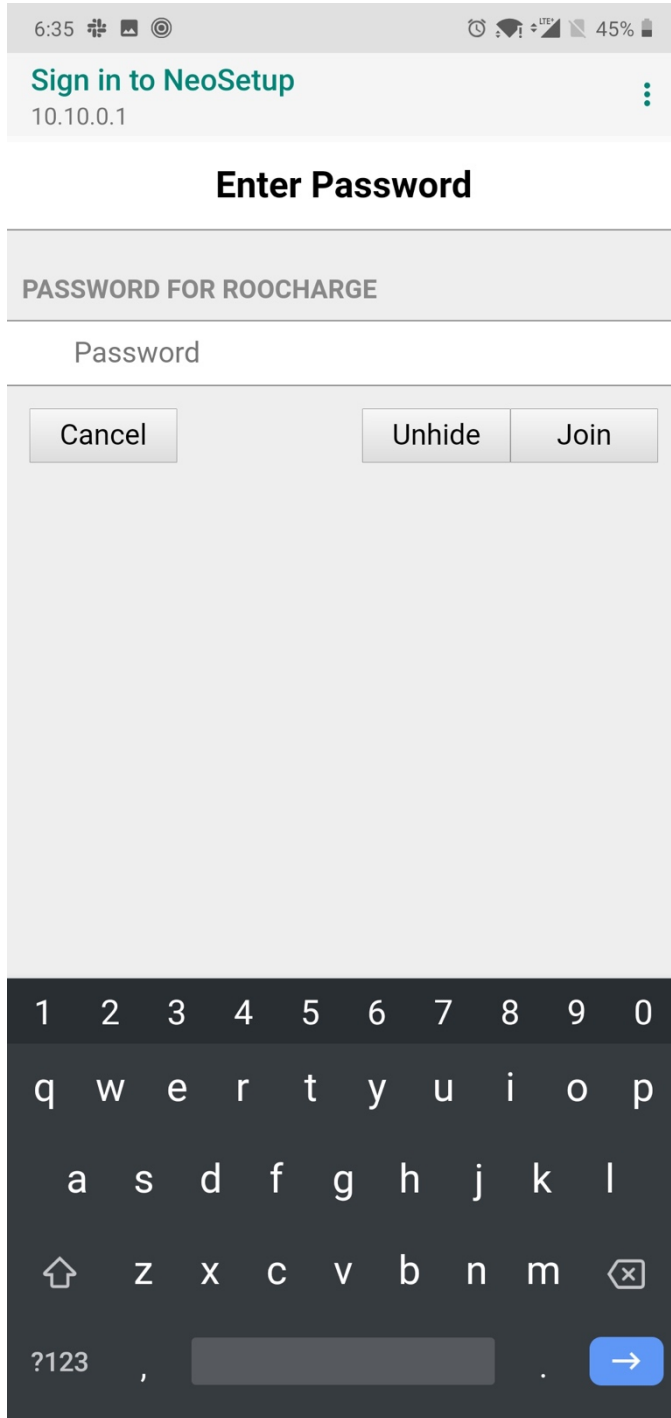 6:35 LTE+ 45%
Sign in to NeoSetup
10.10.0.1
Enter Password
PASSWORD FOR ROOCHARGE
Password
Cancel Unhide Join
1 2 3 4 5 6 7 8 9 0
q w e r t y u i o p
a s d f g h j k l
z x c v b n m
?123 , .